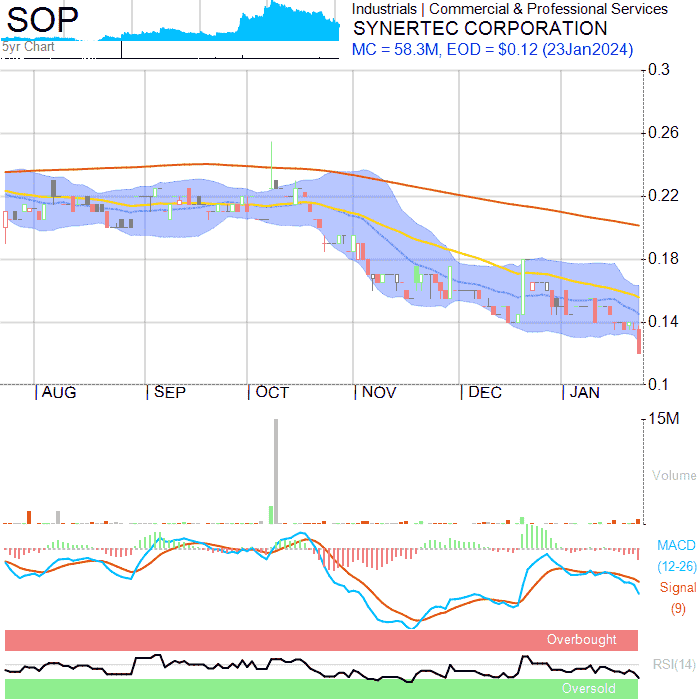 SOP
Industrials | Commercial & Professional Services
SYNERTEC CORPORATION
MC = 58.3M, EOD = $0.12 (23Jan2024)
5yr Chart
0.3
0.26
0.22
0.18
0.14
0.1
AUG SEP OCT NOV DEC JAN
15M
Volume
MACD
(12-26)
Signal
(9)
Overbought
RSI(14)
Oversold